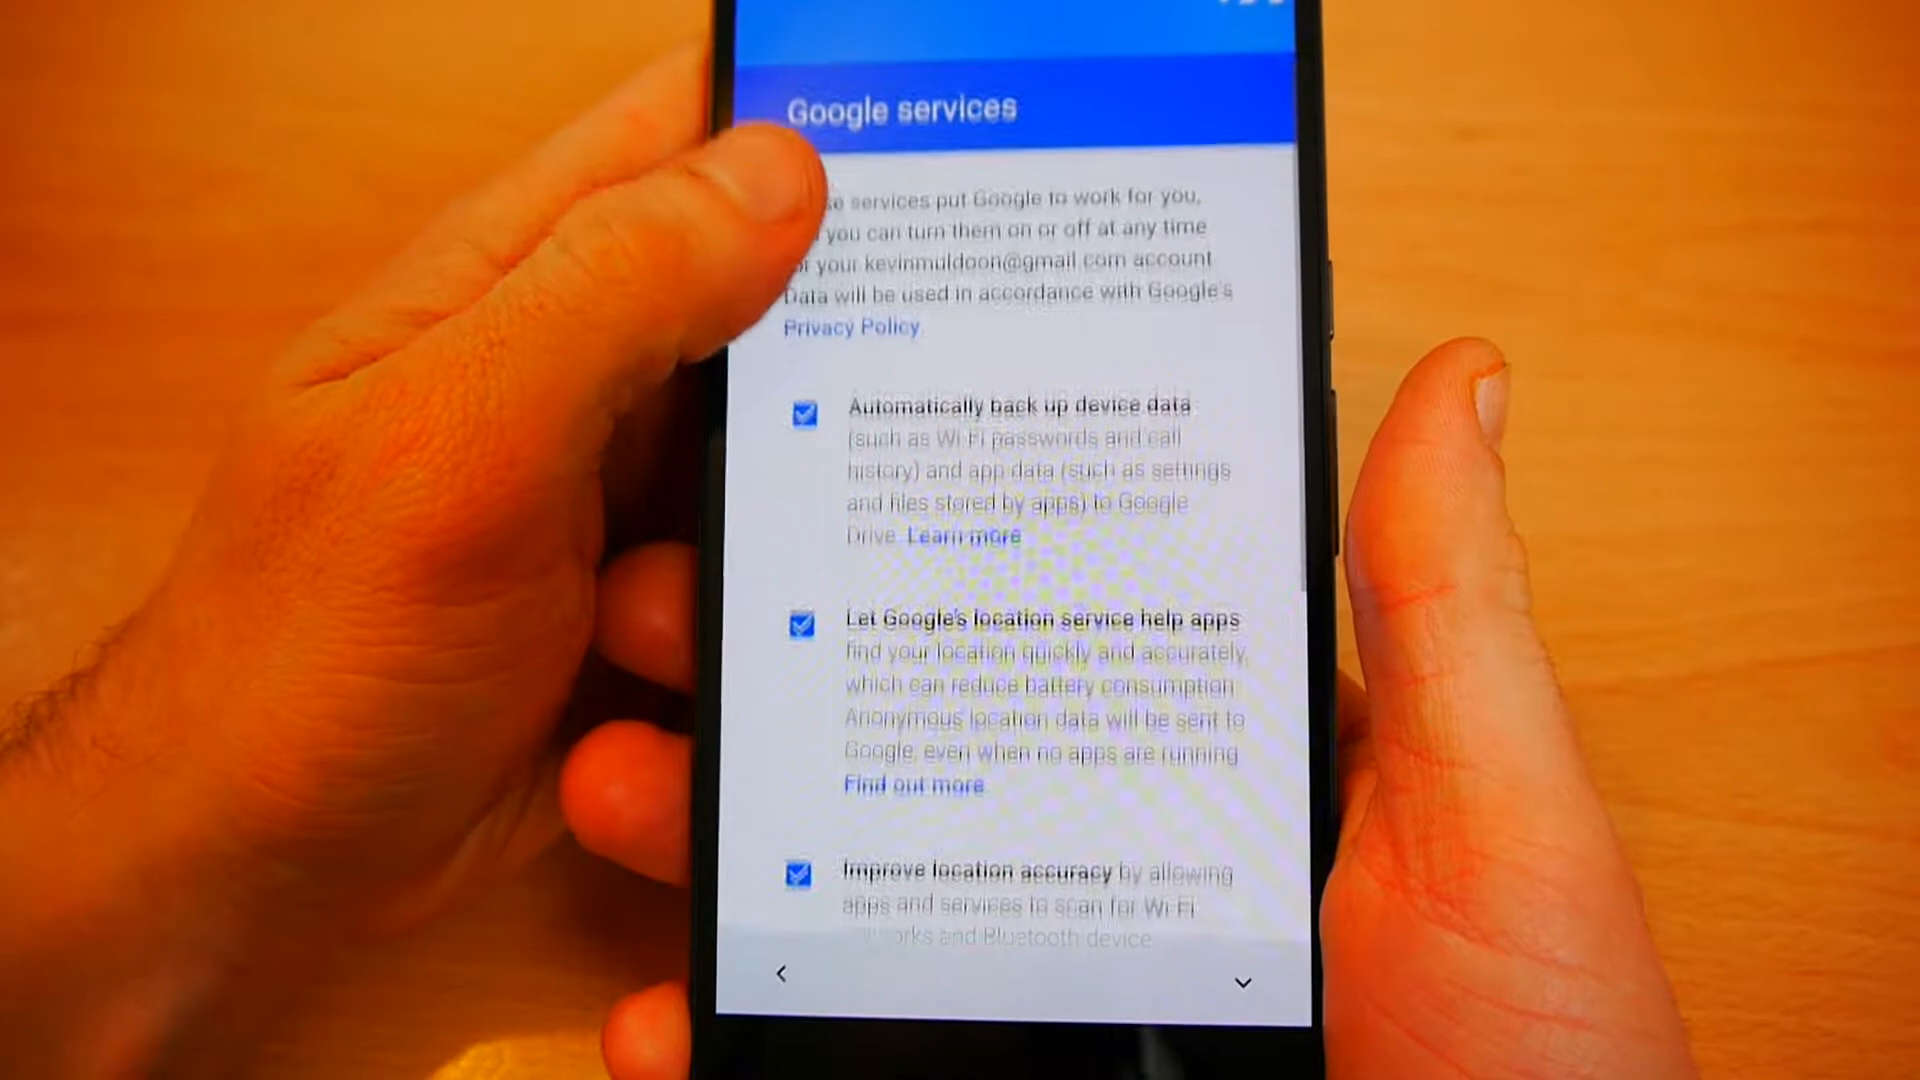 Google services
services put Google to work for you,
you can turn them on or off at any time
your kevinmuldoon@gmail.com account
Data will be used in accordance with Google's
Privacy Policy.
Automatically back up device data
(such as Wi-Fi passwords and call
history) and app data (such as settings
and files stored by apps) to Google
Drive. Learn more
Let Google's location service help apps
find your location quickly and accurately,
which can reduce battery consumption.
Anonymous location data will be sent to
Google, even when no apps are running.
Find out more
Improve location accuracy by allowing
apps and services to scan for Wi-Fi
and Bluetooth device